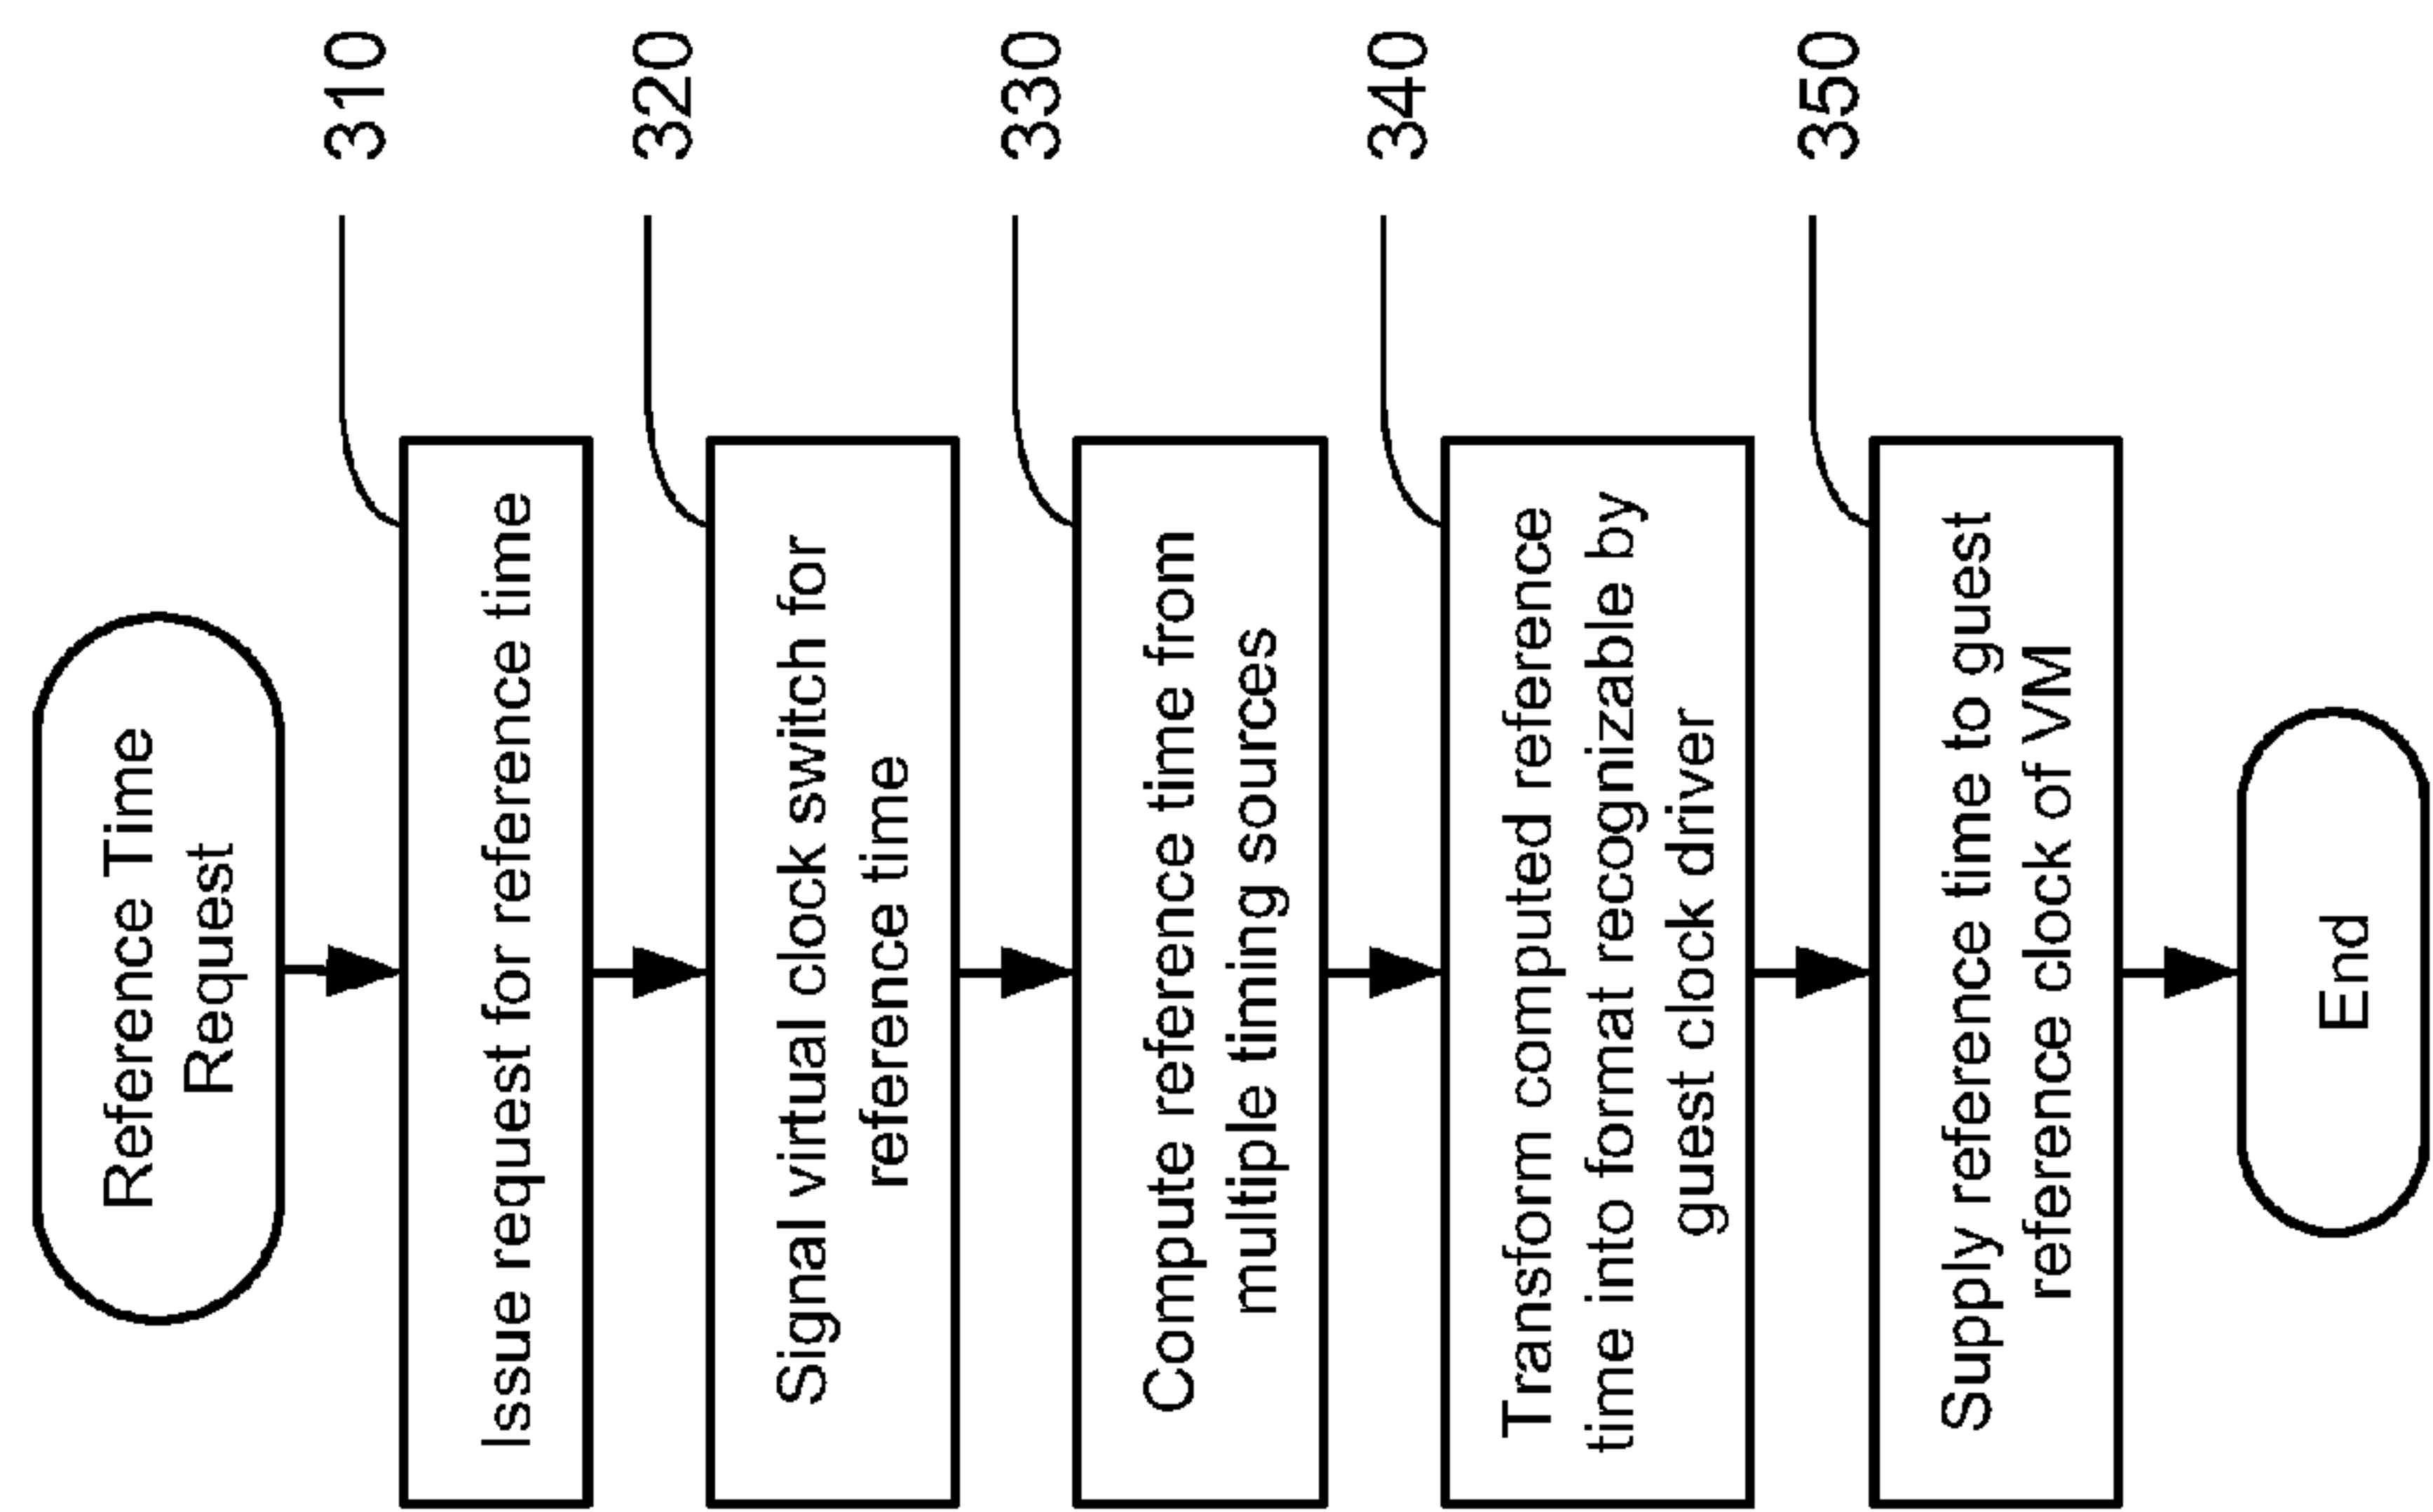 Reference Time
Request
310
Issue request for reference time
320
Signal virtual clock switch for
reference time
330
Compute reference time from
multiple timing sources
340
Transform computed reference
time into format recognizable by
guest clock driver
350
Supply reference time to guest
reference clock of VM
End